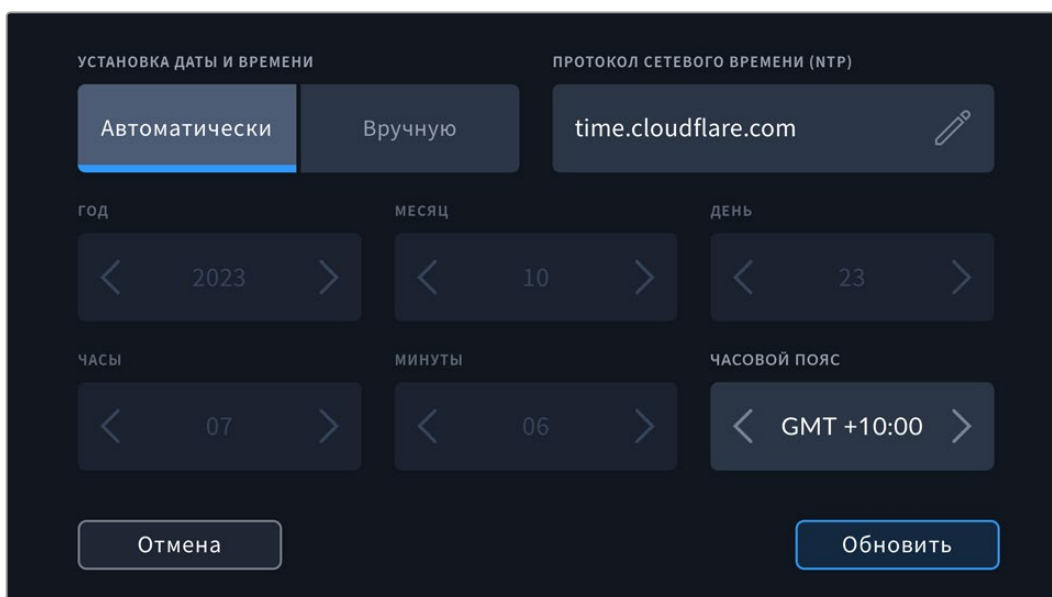 УСТАНОВКА ДАТЫ И ВРЕМЕНИ
ПРОТОКОЛ СЕТЕВОГО ВРЕМЕНИ (NTP)
Автоматически
Вручную
time.cloudflare.com
ГОД
МЕСЯЦ
ДЕНЬ
2023
10
23
ЧАСЫ
МИНУТЫ
ЧАСОВОЙ ПОЯС
07
06
GMT +10:00
Отмена
Обновить